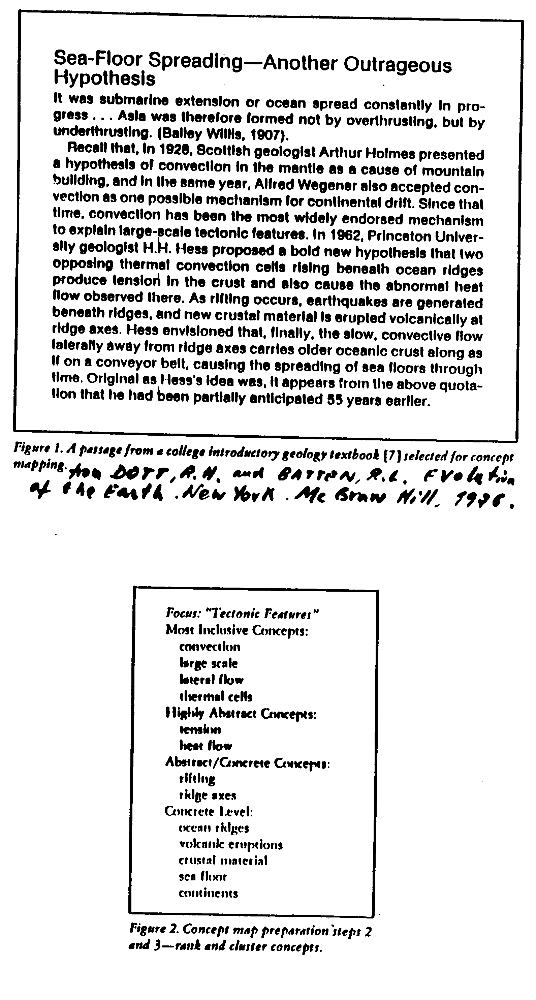 Sea-Floor Spreading—Another Outrageous
Hypothesis
It was submarine extension or ocean spread constantly in pro-
gress . . . Asia was therefore formed not by overthrusting, but by
underthrusting. (Bailey Willis, 1907).
Recall that, in 1928, Scottish geologist Arthur Holmes presented
a hypothesis of convection in the mantle as a cause of mountain
building, and in the same year, Alfred Wegener also accepted con-
vection as one possible mechanism for continental drift. Since that
time, convection has been the most widely endorsed mechanism
to explain large-scale tectonic features. In 1962, Princeton Univer-
sity geologist H.H. Hess proposed a bold new hypothesis that two
opposing thermal convection cells rising beneath ocean ridges
produce tension in the crust and also cause the abnormal heat
flow observed there. As rifting occurs, earthquakes are generated
beneath ridges, and new crustal material is erupted volcanically at
ridge axes. Hess envisioned that, finally, the slow, convective flow
laterally away from ridge axes carries older oceanic crust along as
if on a conveyor belt, causing the spreading of sea floors through
time. Original as Hess's idea was, it appears from the above quota-
tion that he had been partially anticipated 55 years earlier.
Figure 1. A passage from a college introductory geology textbook [7] selected for concept
mapping. DOTT, R.H. and BATTEN, R.L. Evolution
of the Earth. New York. Mc Graw Hill. 1976.
Focus: "Tectonic Features"
Most Inclusive Concepts:
convection
large scale
lateral flow
thermal cells
Highly Abstract Concepts:
tension
heat flow
Abstract/Concrete Concepts:
rifting
ridge axes
Concrete Level:
ocean ridges
volcanic eruptions
crustal material
sea floor
continents
Figure 2. Concept map preparation steps 2
and 3—rank and cluster concepts.